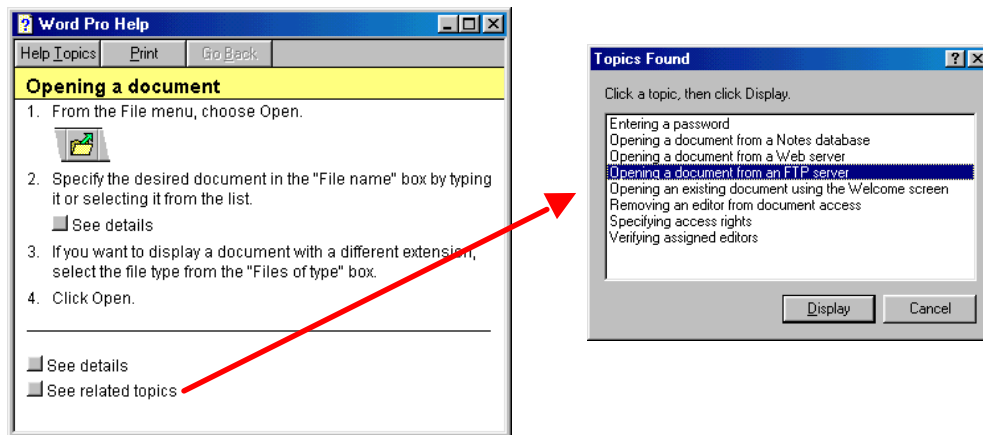 Word Pro Help
Help Topics Print Go Back
Opening a document
1. From the File menu, choose Open.
2. Specify the desired document in the "File name" box by typing
it or selecting it from the list.
See details
3. If you want to display a document with a different extension,
select the file type from the "Files of type" box.
4. Click Open.
See details
See related topics
Topics Found
Click a topic, then click Display.
Entering a password
Opening a document from a Notes database
Opening a document from a Web server
Opening a document from an FTP server
Opening an existing document using the Welcome screen
Removing an editor from document access
Specifying access rights
Verifying assigned editors
Display Cancel